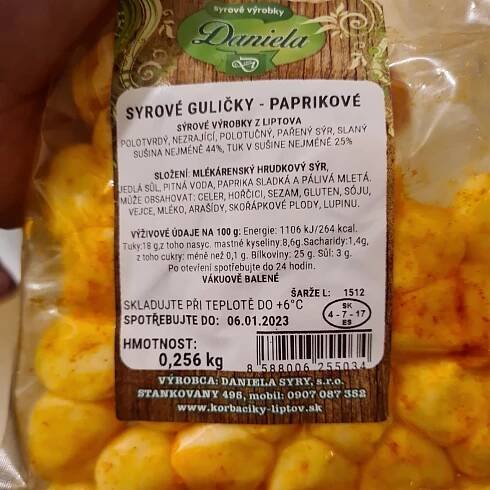 syrové výrobky
Daniela
SYROVÉ GULIČKY - PAPRIKOVÉ
SÝROVÉ VÝROBKY Z LIPTOVA
POLOTVRDÝ, NEZRAJÍCÍ, POLOTUČNÝ, PAŘENÝ SÝR, SLANÝ
SUŠINA NEJMÉNĚ 44%, TUK V SUŠINE NEJMÉNĚ 25%
SLOŽENÍ: MLÉKÁRENSKÝ HRUDKOVÝ SÝR,
JEDLÁ SŮL, PITNÁ VODA, PAPRIKA SLADKÁ A PÁLIVÁ MLETÁ.
MŮŽE OBSAHOVAT: CELER, HOŘČICI, SEZAM, GLUTEN, SÓJU,
VEJCE, MLÉKO, ARAŠÍDY, SKOŘÁPKOVÉ PLODY, LUPINU.
VÝŽIVOVÉ ÚDAJE NA 100 g: Energie: 1106 kJ/264 kcal.
Tuky:18 g,z toho nasyc. mastné kyseliny:8,6g.Sacharidy:1,4g,
z toho cukry: méně než 0,1 g. Bílkoviny: 25 g. Sůl: 3 g.
Po otevření spotřebujte do 24 hodin.
VÁKUOVĚ BALENÉ
ŠARŽE L: 1512
SKLADUJTE PŘI TEPLOTĚ DO +6°C
SPOTŘEBUJTE DO: 06.01.2023
SK
4 - 7 - 17
ES
HMOTNOST:
0,256 kg
8 588006 255034
VÝROBCA: DANIELA SYRY, s.r.o.
STANKOVANY 495, mobil: 0907 087 352
www.korbaciky-liptov.sk